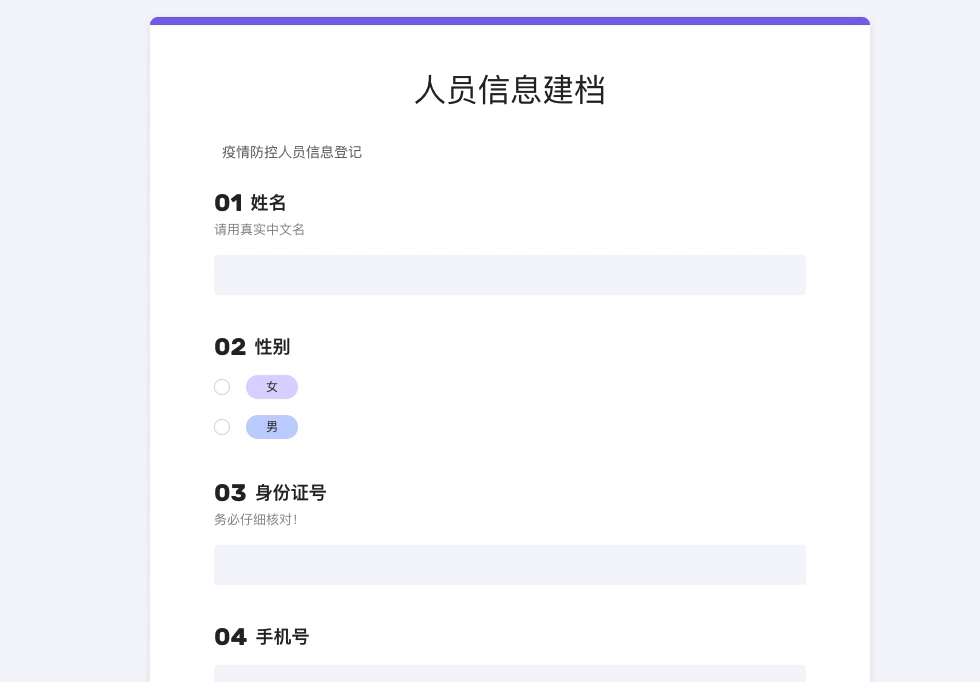 人员信息建档
疫情防控人员信息登记
01 姓名
请用真实中文名
02 性别
女
男
03 身份证号
务必仔细核对!
04 手机号